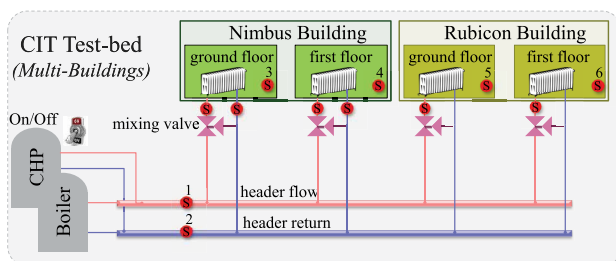 CIT Test-bed
(Multi-Buildings)
Nimbus Building
Rubicon Building
ground floor
first floor
ground floor
first floor
3
S
4
S
5
S
6
S
On/Off
mixing valve
S
S
S
S
S
S
CHP
Boiler
1
S
header flow
2
S
header return